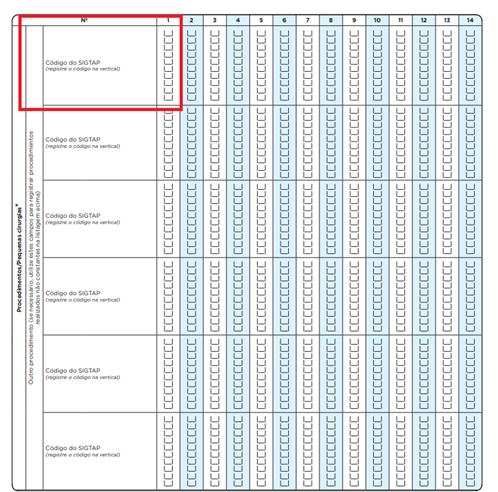 Nº 1 2 3 4 5 6 7 8 9 10 11 12 13 14
Procedimentos/Pequenas cirurgias*
Outro procedimento (se necessário, utilize estes campos para registrar procedimentos
realizados não constantes na listagem acima)
Código do SIGTAP
(registre o código na vertical)
Código do SIGTAP
(registre o código na vertical)
Código do SIGTAP
(registre o código na vertical)
Código do SIGTAP
(registre o código na vertical)
Código do SIGTAP
(registre o código na vertical)
Código do SIGTAP
(registre o código na vertical)